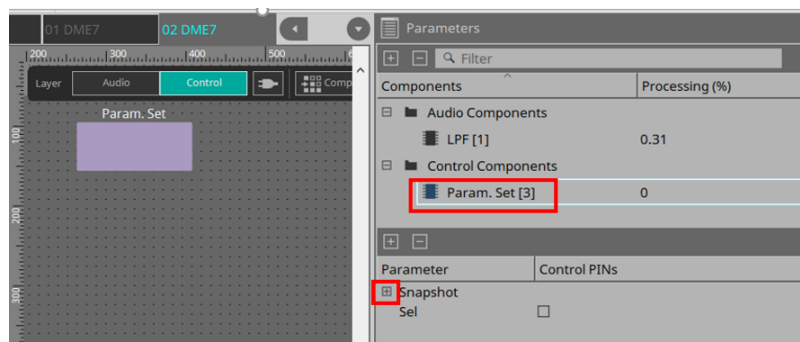 01 DME7
02 DME7
200
300
400
500
Layer
Audio
Control
Comp
Param. Set
100
200
300
Parameters
Filter
Components
Processing (%)
Audio Components
LPF [1]
0.31
Control Components
Param. Set [3]
0
Parameter
Control PINs
Snapshot
Sel